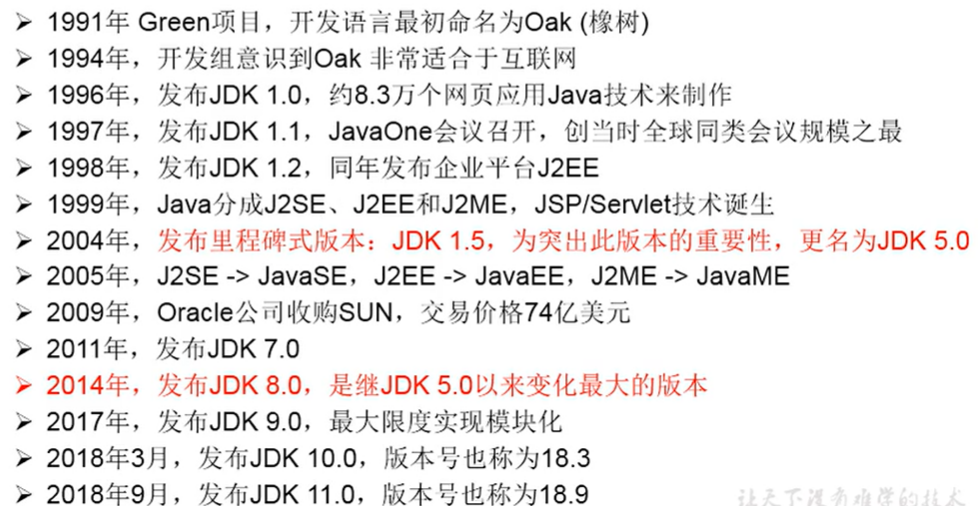 ➢ 1991年 Green项目，开发语言最初命名为Oak (橡树)
➢ 1994年，开发组意识到Oak 非常适合于互联网
➢ 1996年，发布JDK 1.0，约8.3万个网页应用Java技术来制作
➢ 1997年，发布JDK 1.1，JavaOne会议召开，创当时全球同类会议规模之最
➢ 1998年，发布JDK 1.2，同年发布企业平台J2EE
➢ 1999年，Java分成J2SE、J2EE和J2ME，JSP/Servlet技术诞生
➢ 2004年，发布里程碑式版本：JDK 1.5，为突出此版本的重要性，更名为JDK 5.0
➢ 2005年，J2SE -> JavaSE，J2EE -> JavaEE，J2ME -> JavaME
➢ 2009年，Oracle公司收购SUN，交易价格74亿美元
➢ 2011年，发布JDK 7.0
➢ 2014年，发布JDK 8.0，是继JDK 5.0以来变化最大的版本
➢ 2017年，发布JDK 9.0，最大限度实现模块化
➢ 2018年3月，发布JDK 10.0，版本号也称为18.3
➢ 2018年9月，发布JDK 11.0，版本号也称为18.9
让天下没有难学的技术